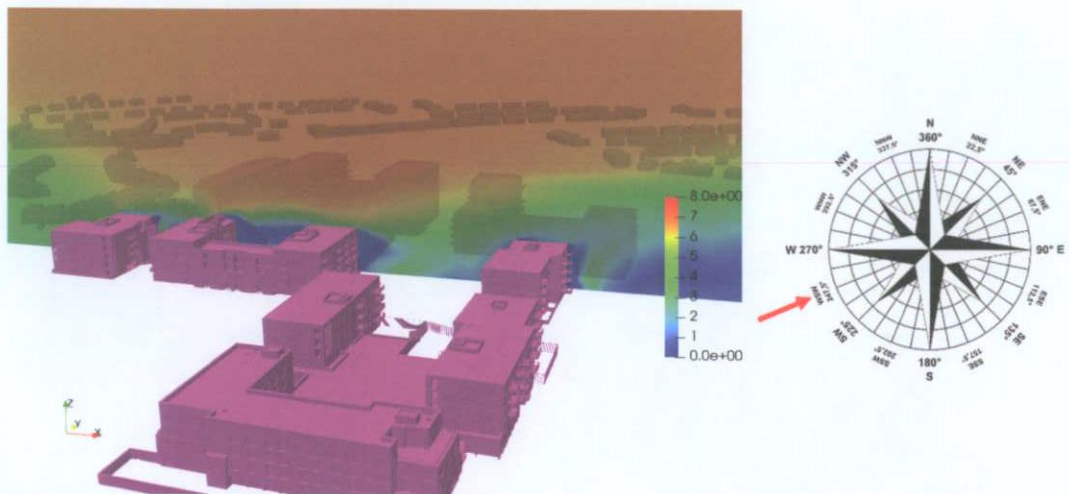 8.0e+00
7
6
5
4
3
2
1
0.0e+00
Z
Y
X
N
360°
NNE
22,5°
NE
45°
ENE
67,5°
90° E
ESE
112,5°
SE
135°
SSE
157,5°
180°
S
SSW
202,5°
SW
225°
WSW
247,5°
W 270°
WNW
292,5°
NW
315°
NNW
337,5°